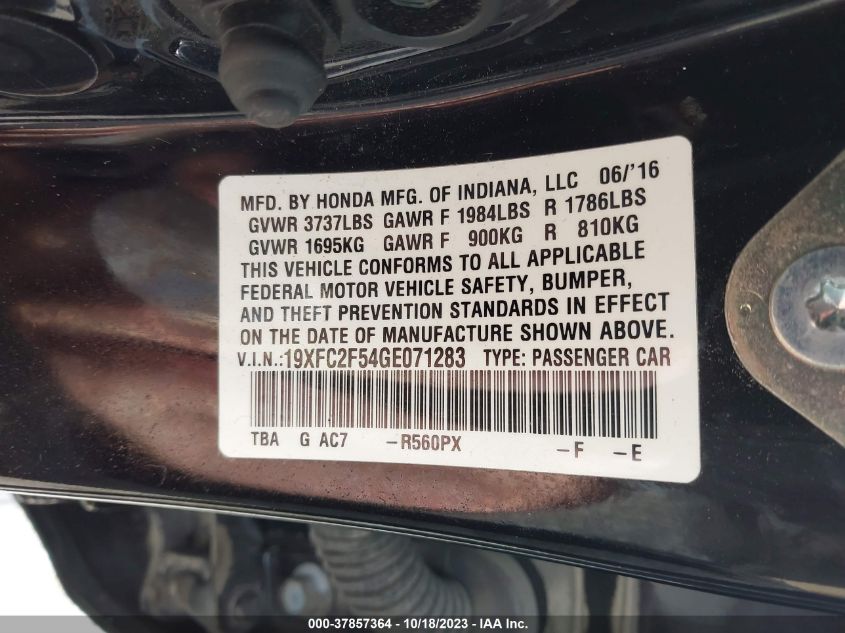 MFD. BY HONDA MFG. OF INDIANA, LLC 06/'16
GVWR 3737LBS GAWR F 1984LBS R 1786LBS
GVWR 1695KG GAWR F 900KG R 810KG
THIS VEHICLE CONFORMS TO ALL APPLICABLE
FEDERAL MOTOR VEHICLE SAFETY, BUMPER,
AND THEFT PREVENTION STANDARDS IN EFFECT
ON THE DATE OF MANUFACTURE SHOWN ABOVE.
V.I.N.:19XFC2F54GE071283 TYPE: PASSENGER CAR
TBA G AC7 -R560PX -F -E
000-37857364 | 10/18/2023 - IAA Inc.